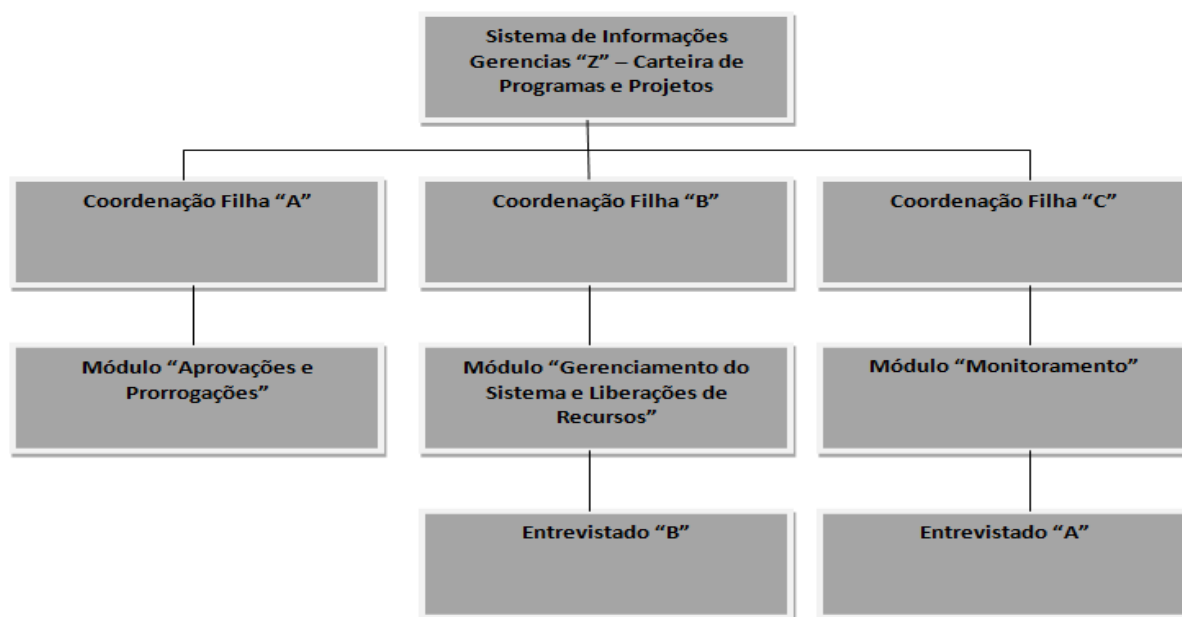 Sistema de Informações
Gerencias “Z” – Carteira de
Programas e Projetos
Coordenação Filha “A”
Coordenação Filha “B”
Coordenação Filha “C”
Módulo “Aprovações e
Prorrogações”
Módulo “Gerenciamento do
Sistema e Liberações de
Recursos”
Módulo “Monitoramento”
Entrevistado “B”
Entrevistado “A”